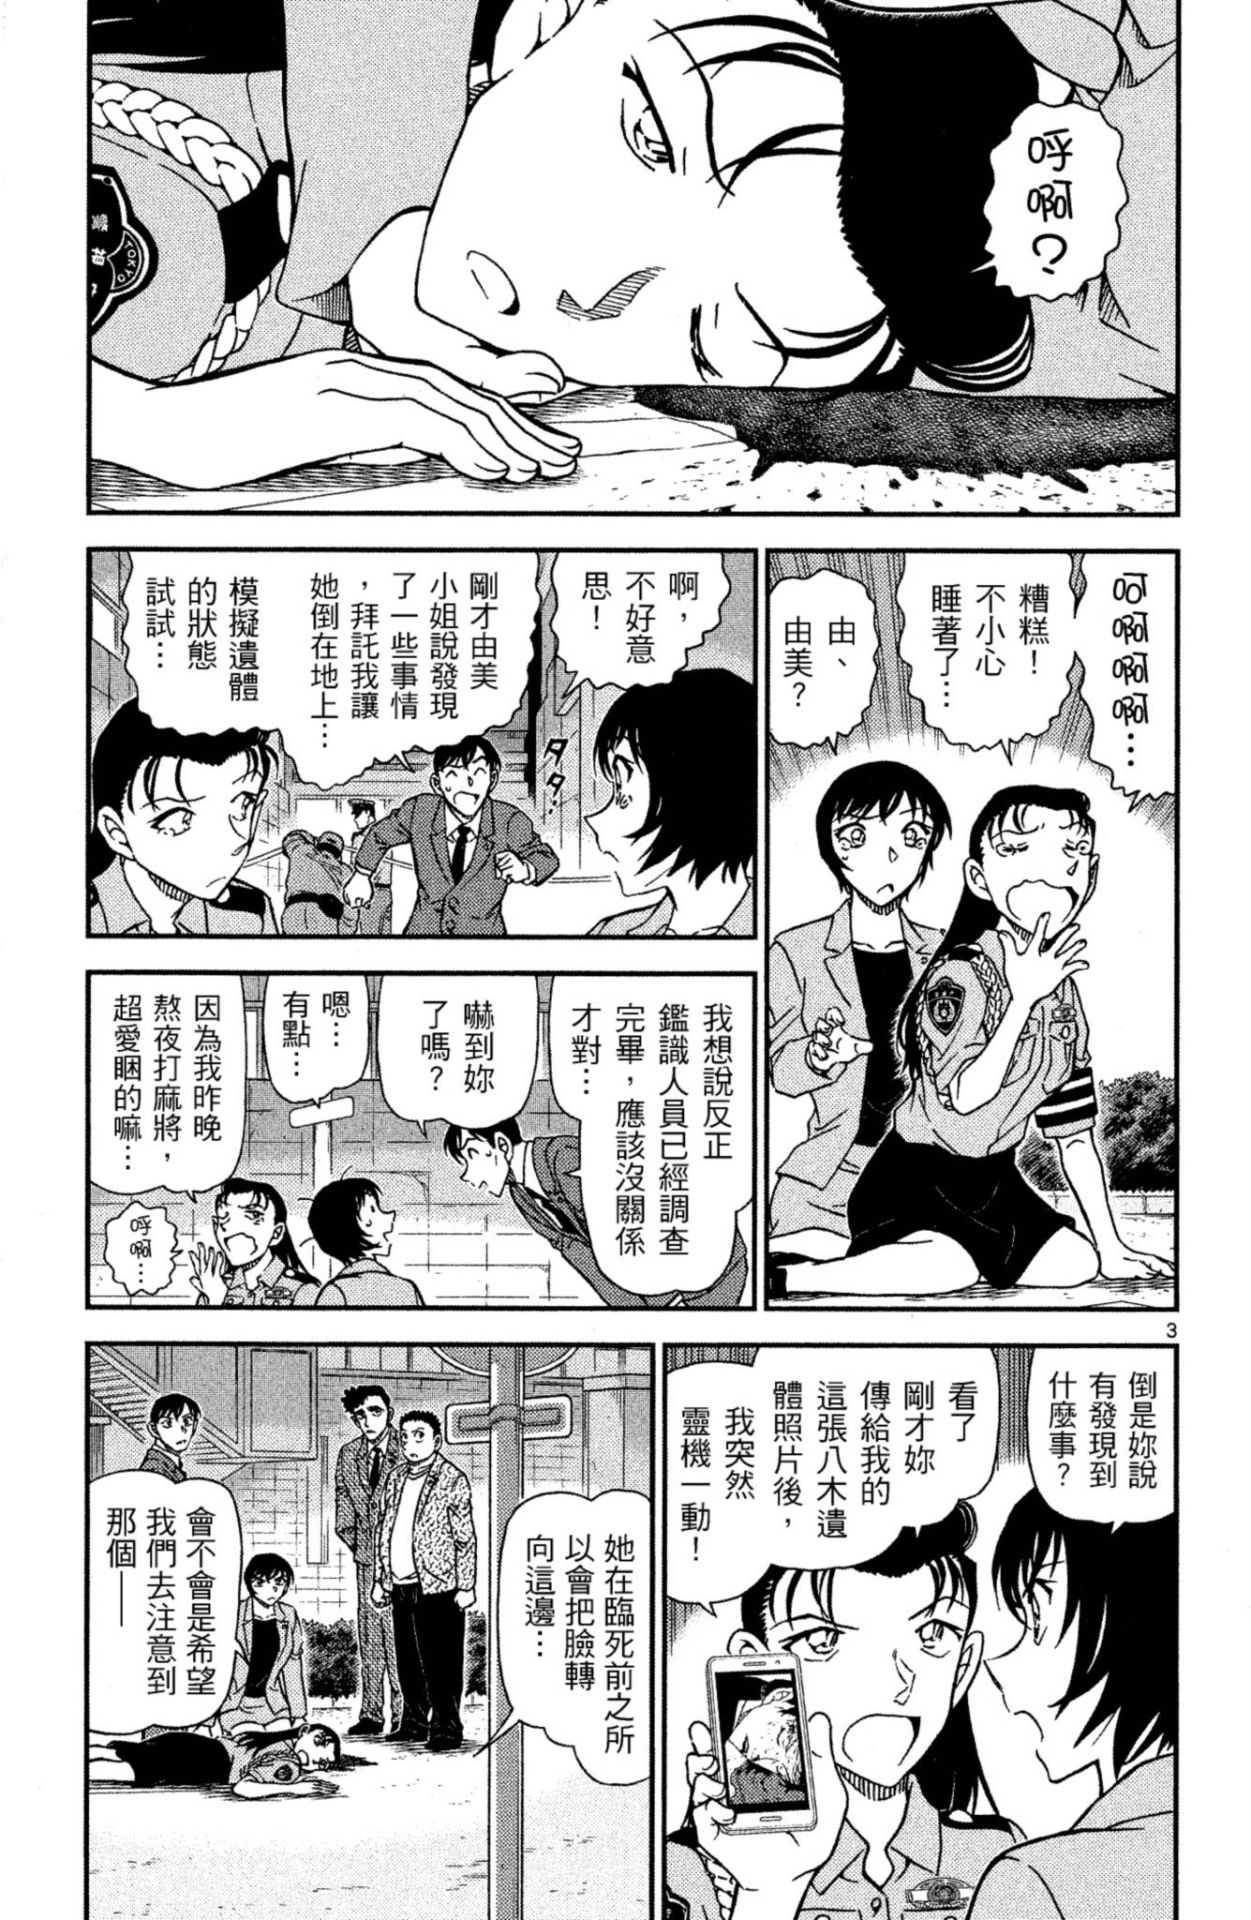 呼
啊？
TOKYO
呵
啊
啊
啊…
糟糕！
不小心
睡著了…
由、
由美？
啊，
不好意
思！
剛才由美
小姐說發現
了一些事情
，拜託我讓
她倒在地上…
模擬遺體
的狀態
試試…
タタ…
我想說反正
鑑識人員已經調查
完畢，應該沒關係
才對…
嚇到妳
了嗎？
嗯…
有點…
因為我昨晚
熬夜打麻將，
超愛睏的嘛…
呼
啊…
3
倒是妳說
有發現到
什麼事？
看了
剛才妳
傳給我的
這張八木遺
體照片後，
我突然
靈機一動！
她在臨死前之所
以會把臉轉
向這邊…
會不會是希望
我們去注意到
那個——